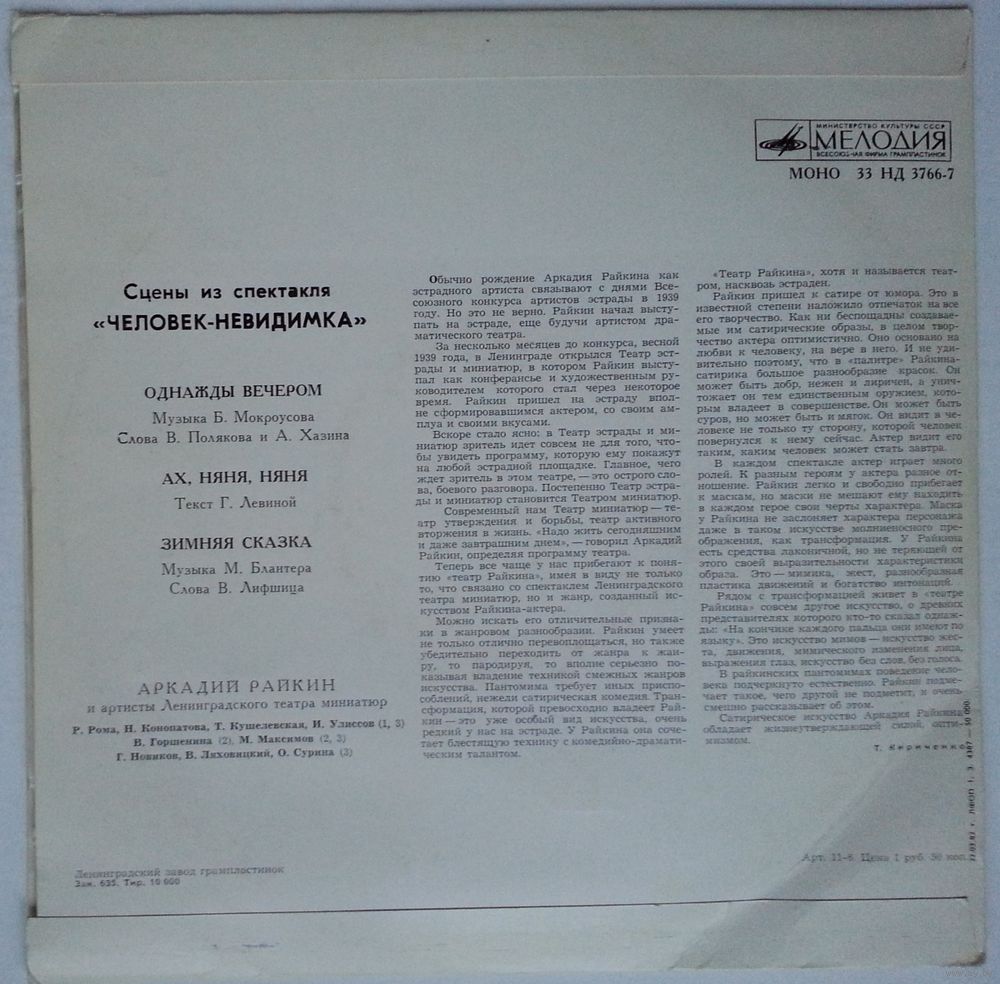 МИНИСТЕРСТВО КУЛЬТУРЫ СССР
МЕЛОДИЯ
ВСЕСОЮЗНАЯ ФИРМА ГРАМПЛАСТИНОК
МОНО 33 НД 3766-7
Сцены из спектакля
«ЧЕЛОВЕК-НЕВИДИМКА»
ОДНАЖДЫ ВЕЧЕРОМ
Музыка Б. Мокроусова
Слова В. Полякова и А. Хазина
АХ, НЯНЯ, НЯНЯ
Текст Г. Левиной
ЗИМНЯЯ СКАЗКА
Музыка М. Блантера
Слова В. Лифшица
АРКАДИЙ РАЙКИН
и артисты Ленинградского театра миниатюр
Р. Рома, Н. Конопатова, Т. Кушелевская, И. Улиссов (1, 3)
В. Горшенина (2), М. Максимов (2, 3)
Г. Новиков, В. Ляховицкий, О. Сурина (3)
Ленинградский завод грампластинок
Зак. 635. Тир. 10 000
Обычно рождение Аркадия Райкина как
эстрадного артиста связывают с днями Все-
союзного конкурса артистов эстрады в 1939
году. Но это не верно. Райкин начал высту-
пать на эстраде, еще будучи артистом дра-
матического театра.
За несколько месяцев до конкурса, весной
1939 года, в Ленинграде открылся Театр эст-
рады и миниатюр, в котором Райкин высту-
пал как конферансье и художественным ру-
ководителем которого стал через некоторое
время. Райкин пришел на эстраду впол-
не сформировавшимся актером, со своим ам-
плуа и своими вкусами.
Вскоре стало ясно: в Театр эстрады и ми-
ниатюр зритель идет совсем не для того, что-
бы увидеть программу, которую ему покажут
на любой эстрадной площадке. Главное, чего
ждет зритель в этом театре, — это острого сло-
ва, боевого разговора. Постепенно Театр эстра-
ды и миниатюр становится Театром миниатюр.
Современный нам Театр миниатюр — те-
атр утверждения и борьбы, театр активного
вторжения в жизнь. «Надо жить сегодняшним
и даже завтрашним днем», — говорил Аркадий
Райкин, определяя программу театра.
Теперь все чаще у нас прибегают к поня-
тию «театр Райкина», имея в виду не только
то, что связано со спектаклем Ленинградского
театра миниатюр, но и жанр, созданный ис-
кусством Райкина-актера.
Можно искать его отличительные призна-
ки в жанровом разнообразии. Райкин умеет
не только отлично перевоплощаться, но также
убедительно переходить от жанра к жан-
ру, то пародируя, то вполне серьезно по-
казывая владение техникой смежных жанров
искусства. Пантомима требует иных приспо-
соблений, нежели сатирическая комедия. Тран-
сформация, которой превосходно владеет Рай-
кин — это уже особый вид искусства, очень
редкий у нас на эстраде. У Райкина она соче-
тает блестящую технику с комедийно-драмати-
ческим талантом.
«Театр Райкина», хотя и называется теат-
ром, насквозь эстраден.
Райкин пришел к сатире от юмора. Это в
известной степени наложило отпечаток на все
его творчество. Как ни беспощадны создавае-
мые им сатирические образы, в целом твор-
чество актера оптимистично. Оно основано на
любви к человеку, на вере в него. И не уди-
вительно поэтому, что в «палитре» Райкина-
сатирика большое разнообразие красок. Он
может быть добр, нежен и лиричен, а унич-
тожает он тем единственным оружием, кото-
рым владеет в совершенстве. Он может быть
суров, но может быть и мягок. Он видит в че-
ловеке не только ту сторону, которой человек
повернулся к нему сейчас. Актер видит его
таким, каким человек может стать завтра.
В каждом спектакле актер играет много
ролей. К разным героям у актера разное от-
ношение. Райкин легко и свободно прибегает
к маскам, но маски не мешают ему находить
в каждом герое свои черты характера. Маска
у Райкина не заслоняет характера персонажа
даже в таком искусстве молниеносного пре-
ображения, как трансформация. У Райкина
есть средства лаконичной, но не теряющей от
этого своей выразительности характеристики
образа. Это — мимика, жест, разнообразная
пластика движений и богатство интонаций.
Рядом с трансформацией живет в «театре
Райкина» совсем другое искусство, о древних
представителях которого кто-то сказал однаж-
ды: «На кончике каждого пальца они имеют по
языку». Это искусство мимов — искусство жес-
та, движения, мимического изменения лица,
выражения глаз, искусство без слов, без голоса.
В райкинских пантомимах поведение чело-
века подчеркнуто естественно. Райкин подме-
чает такое, чего другой не подметит, и очень
смешно рассказывает об этом.
Сатирическое искусство Аркадия Райкина
обладает жизнеутверждающей силой, опти-
мизмом.
Т. Кириченко
Арт. 11-6. Цена 1 руб. 50 коп.